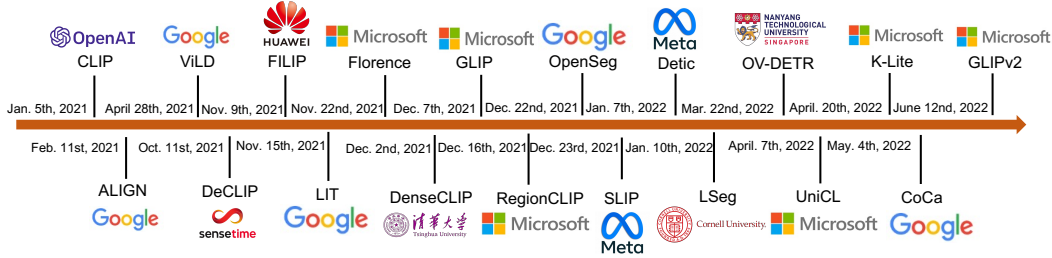 OpenAI
CLIP
Google
ViLD
HUAWEI
FILIP
Microsoft
Florence
Microsoft
GLIP
Google
OpenSeg
Meta
Detic
NANYANG
TECHNOLOGICAL
UNIVERSITY
SINGAPORE
OV-DETR
Microsoft
K-Lite
Microsoft
GLIPv2
Jan. 5th, 2021
April 28th, 2021
Nov. 9th, 2021
Nov. 22nd, 2021
Dec. 7th, 2021
Dec. 22nd, 2021
Jan. 7th, 2022
Mar. 22nd, 2022
April. 20th, 2022
June 12nd, 2022
Feb. 11st, 2021
Oct. 11st, 2021
Nov. 15th, 2021
Dec. 2nd, 2021
Dec. 16th, 2021
Dec. 23rd, 2021
Jan. 10th, 2022
April. 7th, 2022
May. 4th, 2022
ALIGN
Google
DeCLIP
sensetime
LIT
Google
DenseCLIP
清华大学
Tsinghua University
RegionCLIP
Microsoft
SLIP
Meta
LSeg
Cornell University.
UniCL
Microsoft
CoCa
Google